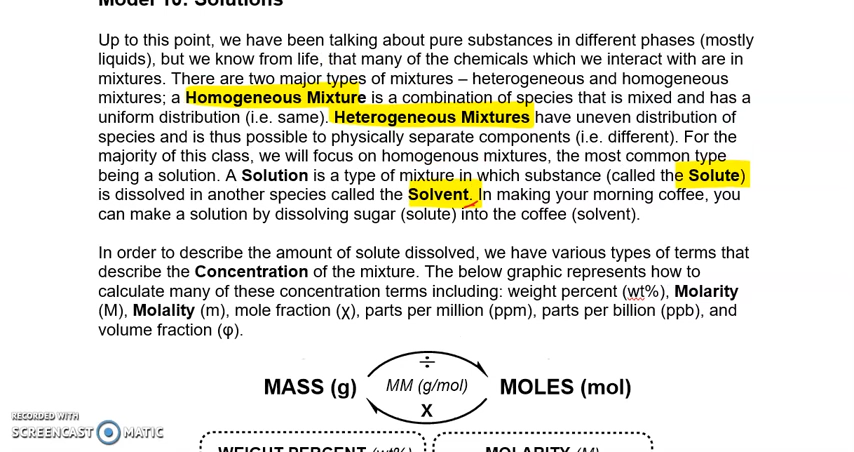 Model 10: Solutions
Up to this point, we have been talking about pure substances in different phases (mostly
liquids), but we know from life, that many of the chemicals which we interact with are in
mixtures. There are two major types of mixtures – heterogeneous and homogeneous
mixtures; a Homogeneous Mixture is a combination of species that is mixed and has a
uniform distribution (i.e. same). Heterogeneous Mixtures have uneven distribution of
species and is thus possible to physically separate components (i.e. different). For the
majority of this class, we will focus on homogenous mixtures, the most common type
being a solution. A Solution is a type of mixture in which substance (called the Solute)
is dissolved in another species called the Solvent. In making your morning coffee, you
can make a solution by dissolving sugar (solute) into the coffee (solvent).
In order to describe the amount of solute dissolved, we have various types of terms that
describe the Concentration of the mixture. The below graphic represents how to
calculate many of these concentration terms including: weight percent (wt%), Molarity
(M), Molality (m), mole fraction (χ), parts per million (ppm), parts per billion (ppb), and
volume fraction (φ).
÷
MASS (g) MM (g/mol) MOLES (mol)
X
RECORDED WITH
SCREENCAST MATIC
WEIGHT PERCENT (wt%) MOLARITY (M)